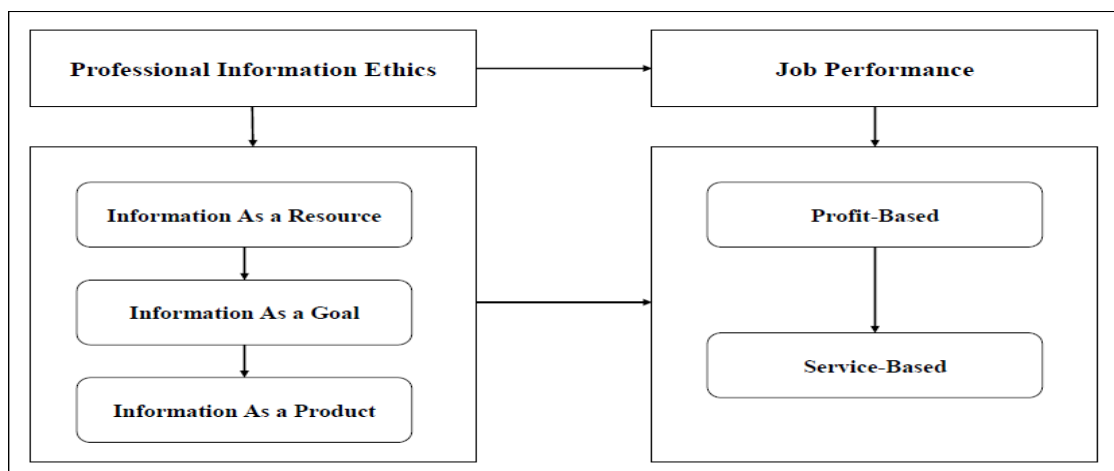 Professional Information Ethics
Job Performance
Information As a Resource
Information As a Goal
Information As a Product
Profit-Based
Service-Based